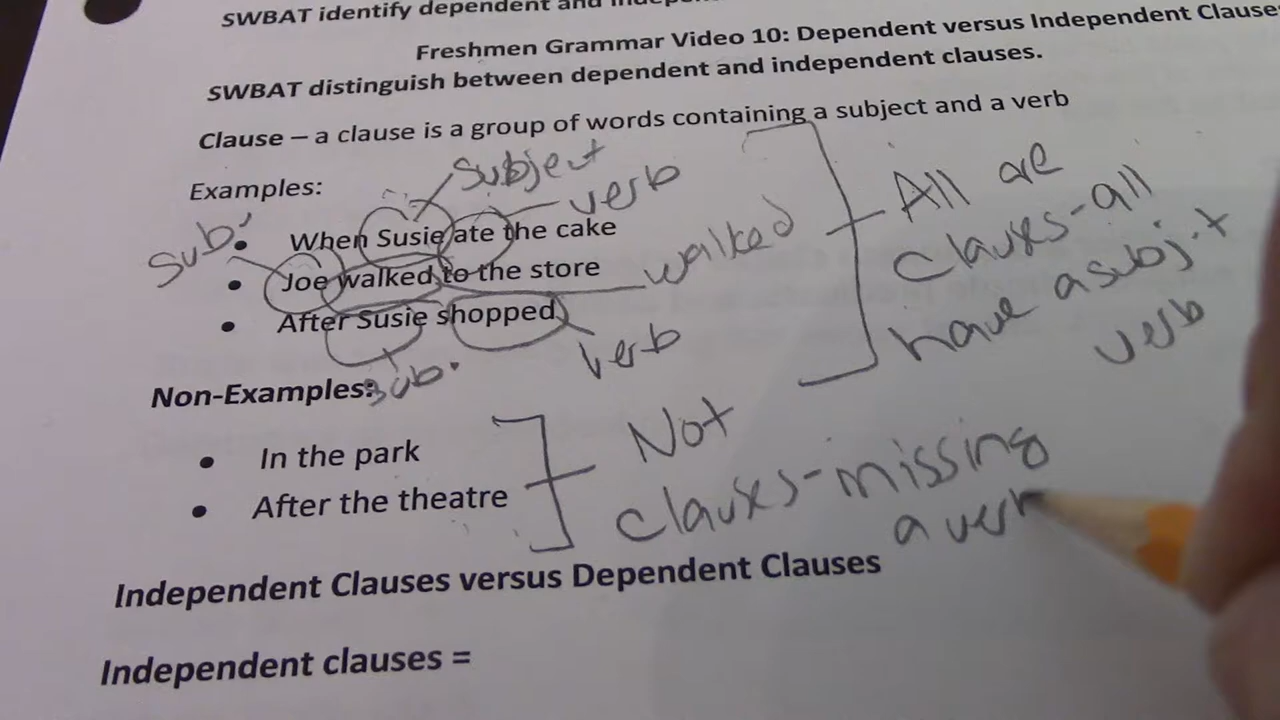 SWBAT identify dependent and
Freshmen Grammar Video 10: Dependent versus Independent Clauses
SWBAT distinguish between dependent and independent clauses.
Clause – a clause is a group of words containing a subject and a verb
Examples:
subject
verb
sub.
• When Susie ate the cake
• Joe walked to the store
walked
• After Susie shopped
verb
sub.
All are
clauses-all
have a subj. +
verb
Non-Examples:
• In the park
• After the theatre
Not
clauses-missing
a verb
Independent Clauses versus Dependent Clauses
Independent clauses =